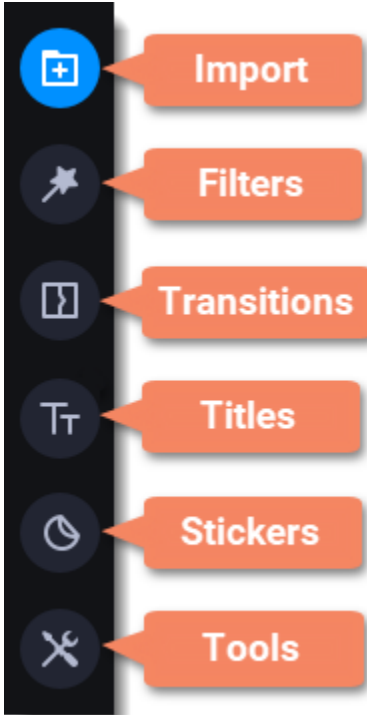 Import
Filters
Transitions
Titles
Stickers
Tools